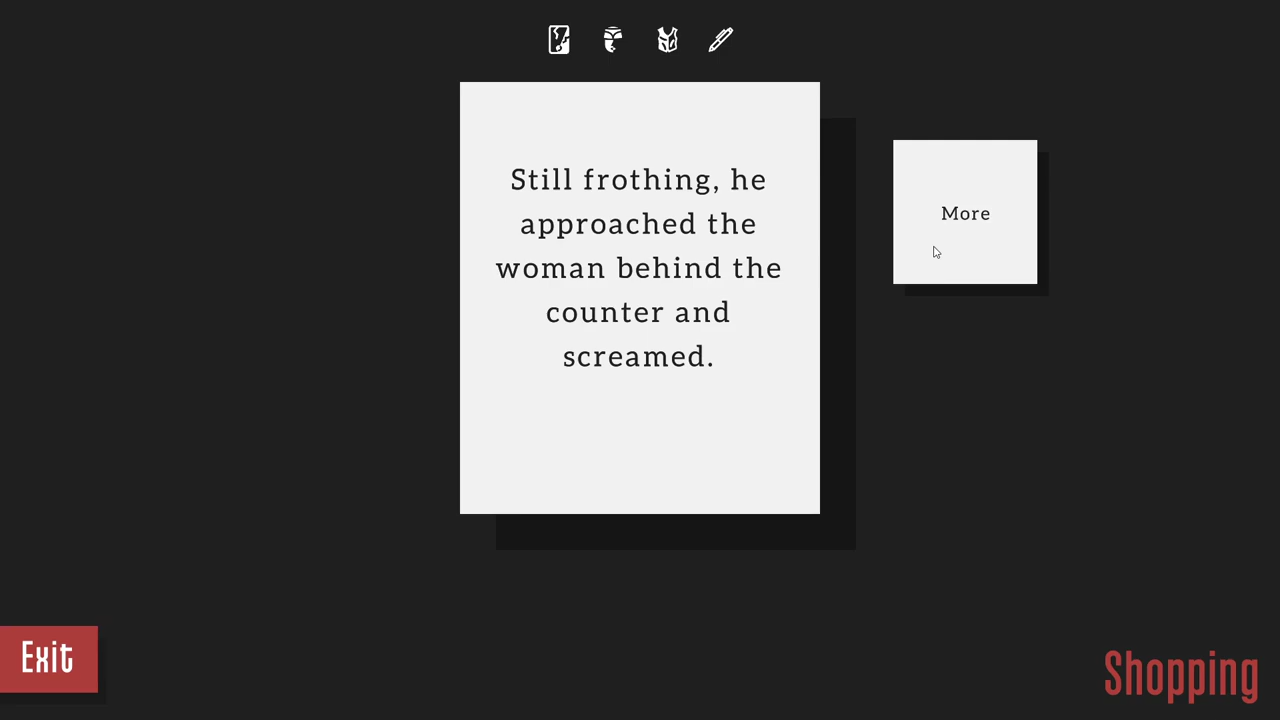 Still frothing, he
approached the
woman behind the
counter and
screamed.
More
Exit
Shopping